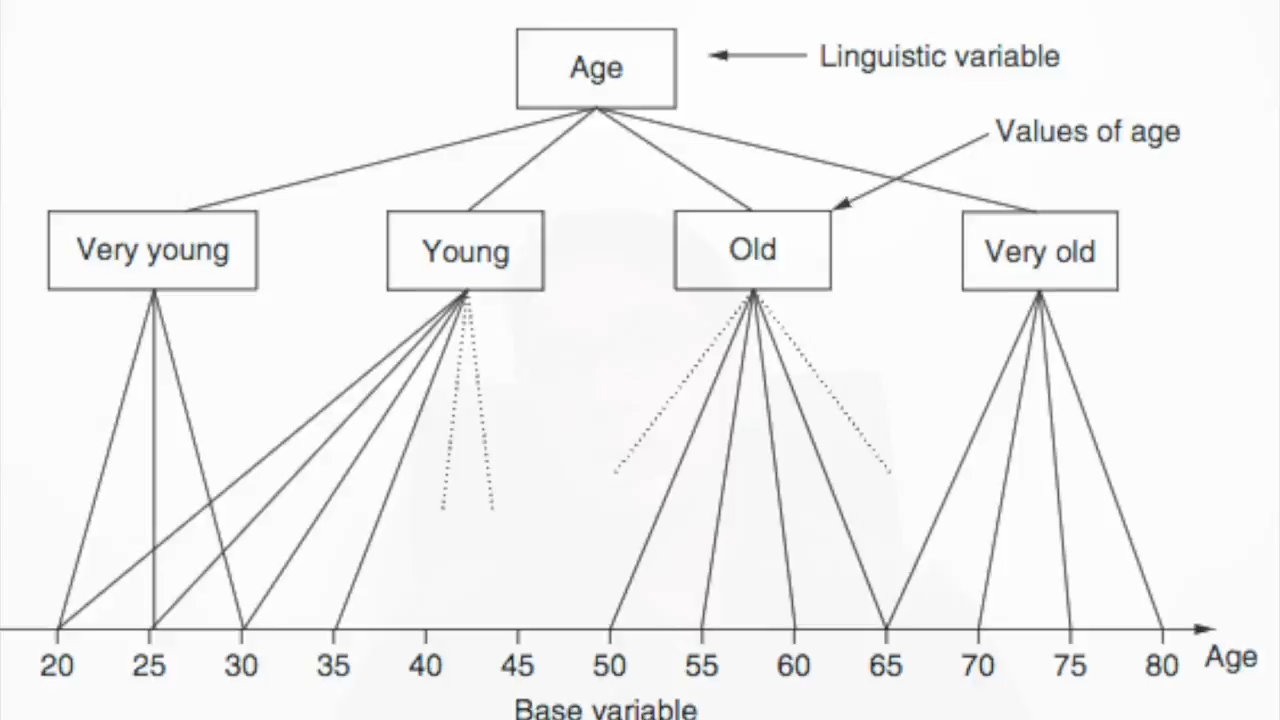 Age
Linguistic variable
Values of age
Very young
Young
Old
Very old
20 25 30 35 40 45 50 55 60 65 70 75 80 Age
Base variable